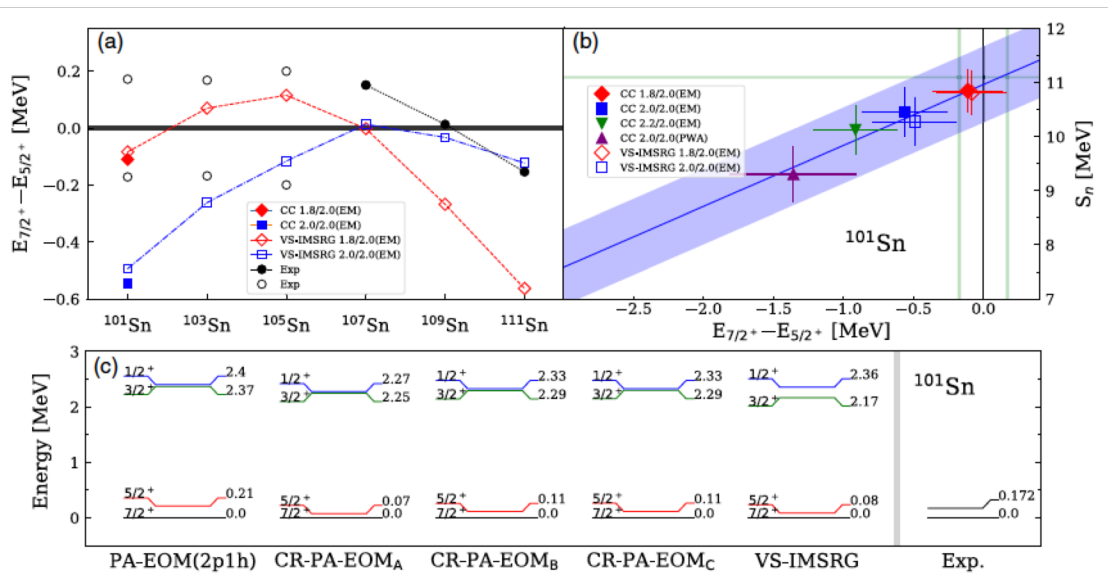 (a)
0.2
0.0
−0.2
−0.4
−0.6
E7/2+−E5/2+ [MeV]
CC 1.8/2.0(EM)
CC 2.0/2.0(EM)
VS-IMSRG 1.8/2.0(EM)
VS-IMSRG 2.0/2.0(EM)
Exp
Exp
101Sn
103Sn
105Sn
107Sn
109Sn
111Sn
(b)
CC 1.8/2.0(EM)
CC 2.0/2.0(EM)
CC 2.2/2.0(EM)
CC 2.0/2.0(PWA)
VS-IMSRG 1.8/2.0(EM)
VS-IMSRG 2.0/2.0(EM)
101Sn
12
11
10
9
8
7
Sn [MeV]
−2.5
−2.0
−1.5
−1.0
−0.5
0.0
E7/2+−E5/2+ [MeV]
(c)
3
2
1
0
Energy [MeV]
1/2+ 2.4
3/2+ 2.37
5/2+ 0.21
7/2+ 0.0
1/2+ 2.27
3/2+ 2.25
5/2+ 0.07
7/2+ 0.0
1/2+ 2.33
3/2+ 2.29
5/2+ 0.11
7/2+ 0.0
1/2+ 2.33
3/2+ 2.29
5/2+ 0.11
7/2+ 0.0
1/2+ 2.36
3/2+ 2.17
5/2+ 0.08
7/2+ 0.0
101Sn
0.172
0.0
PA-EOM(2p1h)
CR-PA-EOMA
CR-PA-EOMB
CR-PA-EOMC
VS-IMSRG
Exp.